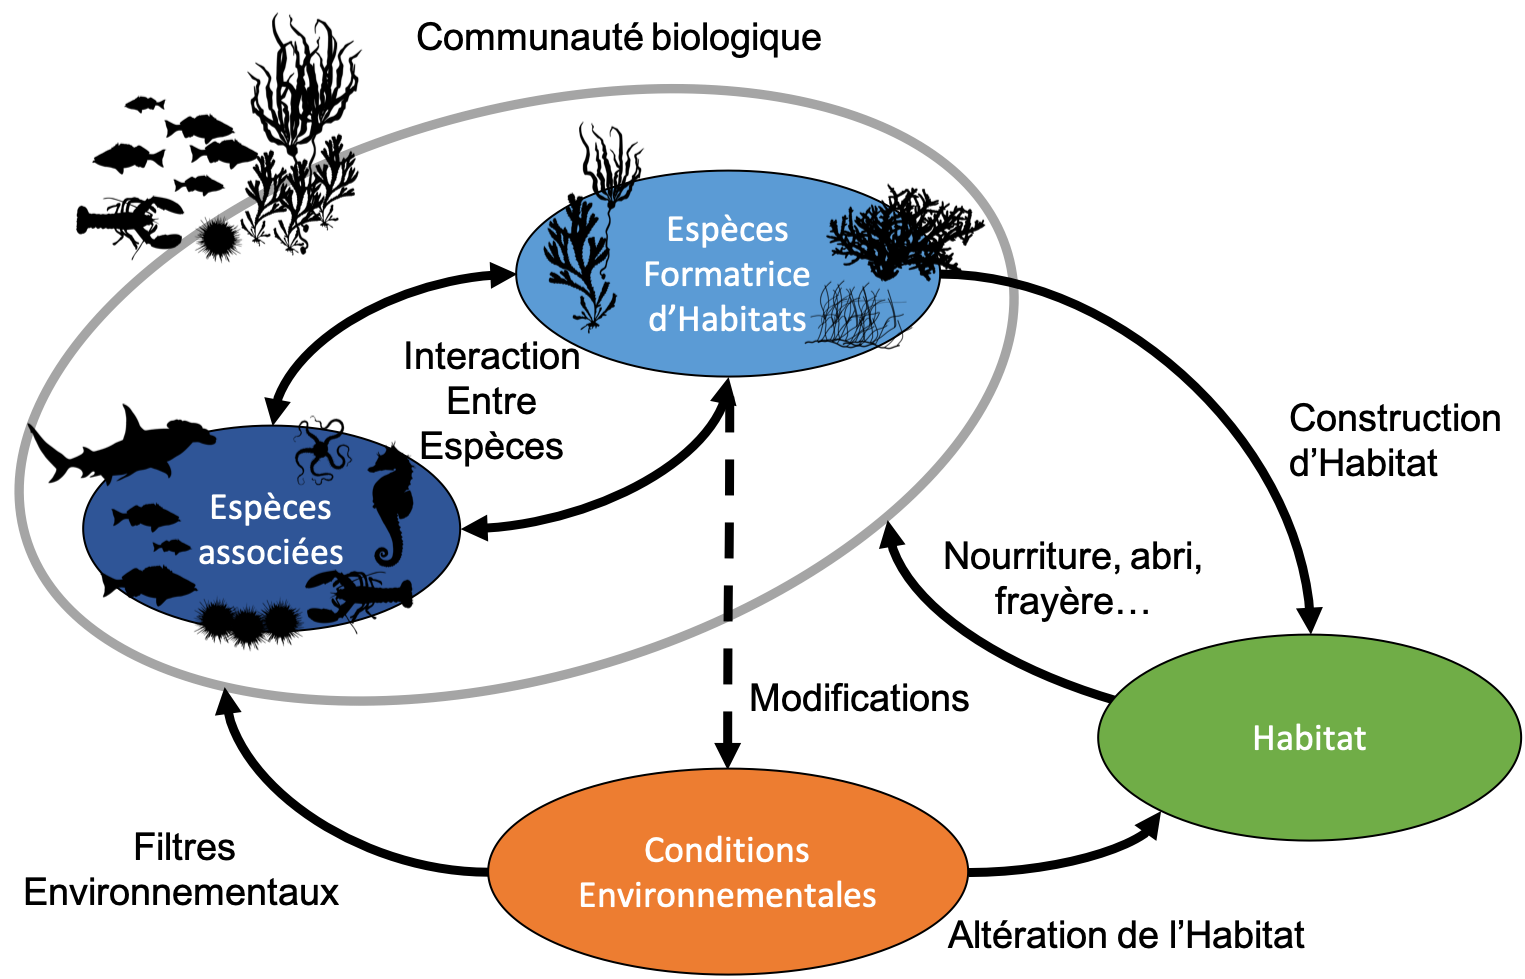 Communauté biologique
Espèces
Formatrice
d’Habitats
Interaction
Entre
Espèces
Construction
d’Habitat
Espèces
associées
Nourriture, abri,
frayère…
Modifications
Habitat
Filtres
Environnementaux
Conditions
Environnementales
Altération de l’Habitat